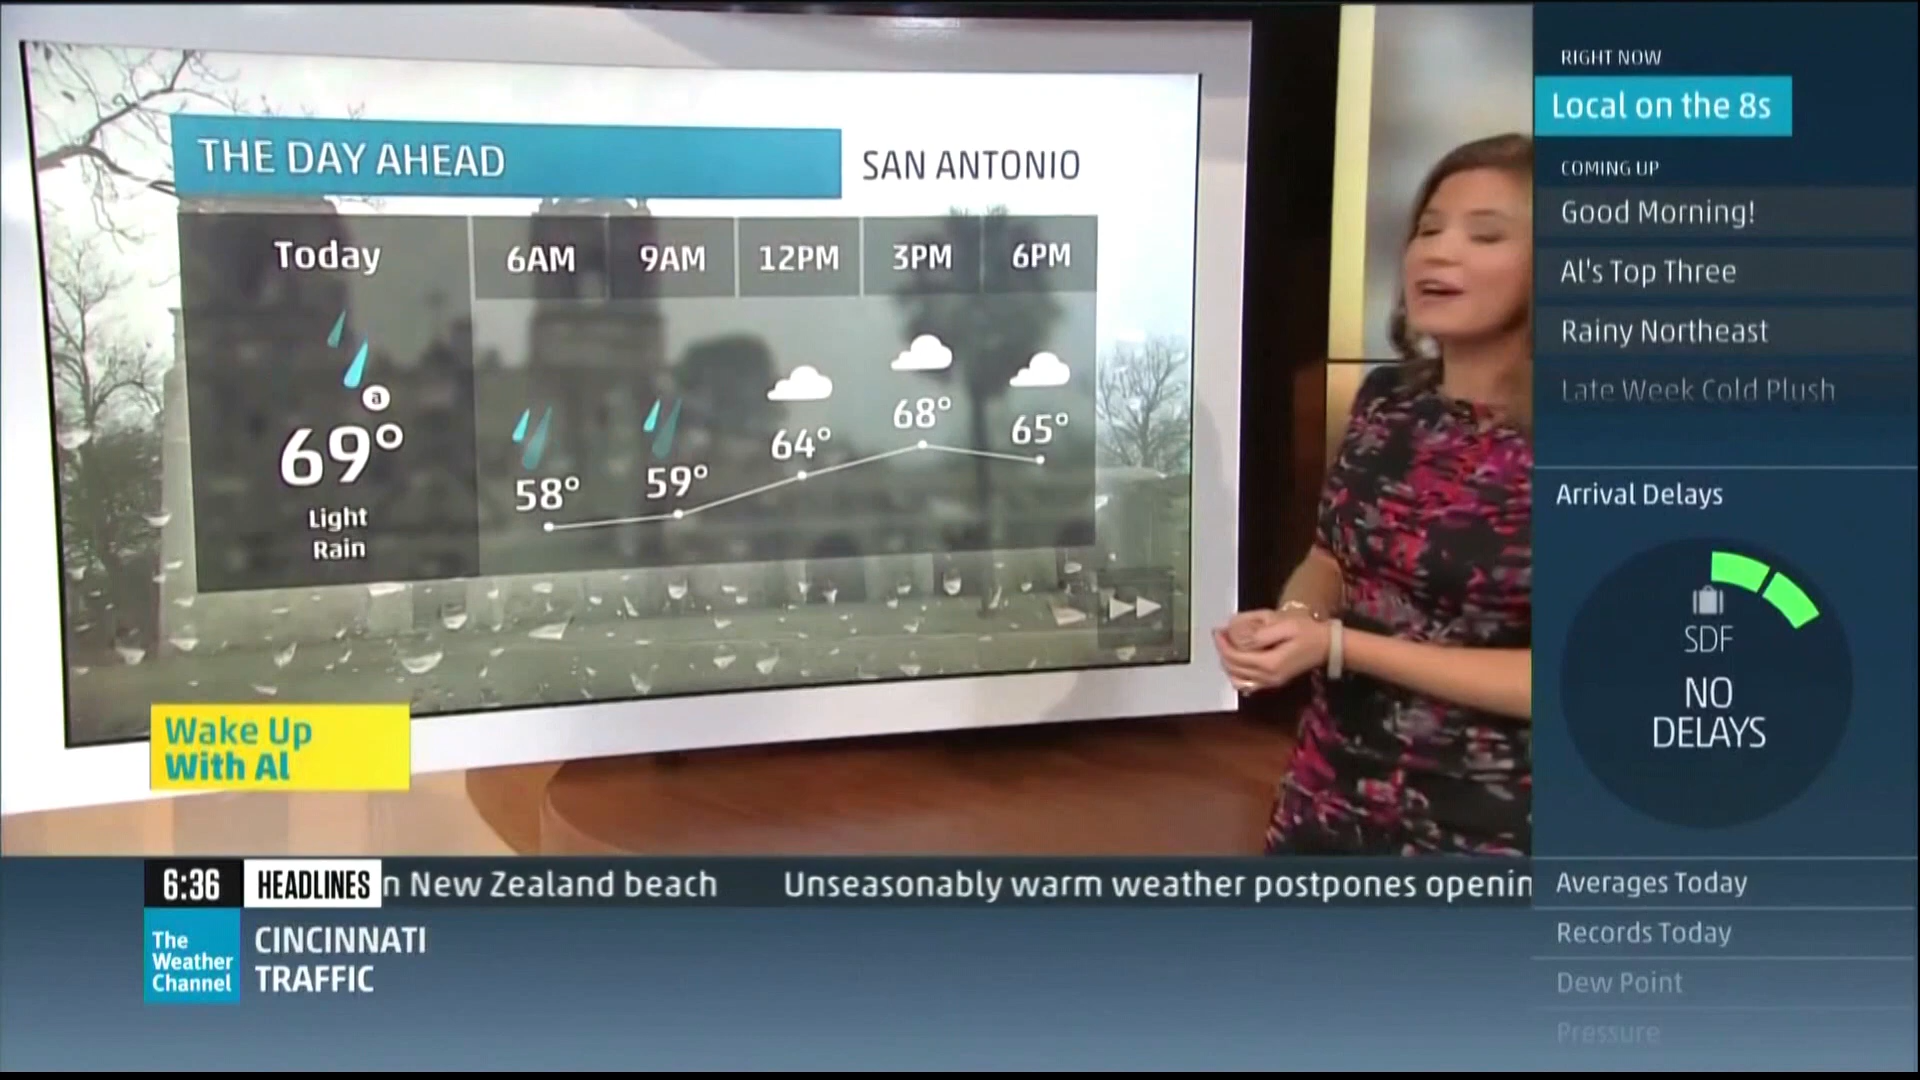 THE DAY AHEAD
SAN ANTONIO
Today
6AM
9AM
12PM
3PM
6PM
a
69°
Light
Rain
58°
59°
64°
68°
65°
Wake Up
With Al
RIGHT NOW
Local on the 8s
COMING UP
Good Morning!
Al's Top Three
Rainy Northeast
Late Week Cold Plush
Arrival Delays
SDF
NO
DELAYS
Averages Today
Records Today
Dew Point
Pressure
6:36
HEADLINES
n New Zealand beach
Unseasonably warm weather postpones openin
The
Weather
Channel
CINCINNATI
TRAFFIC